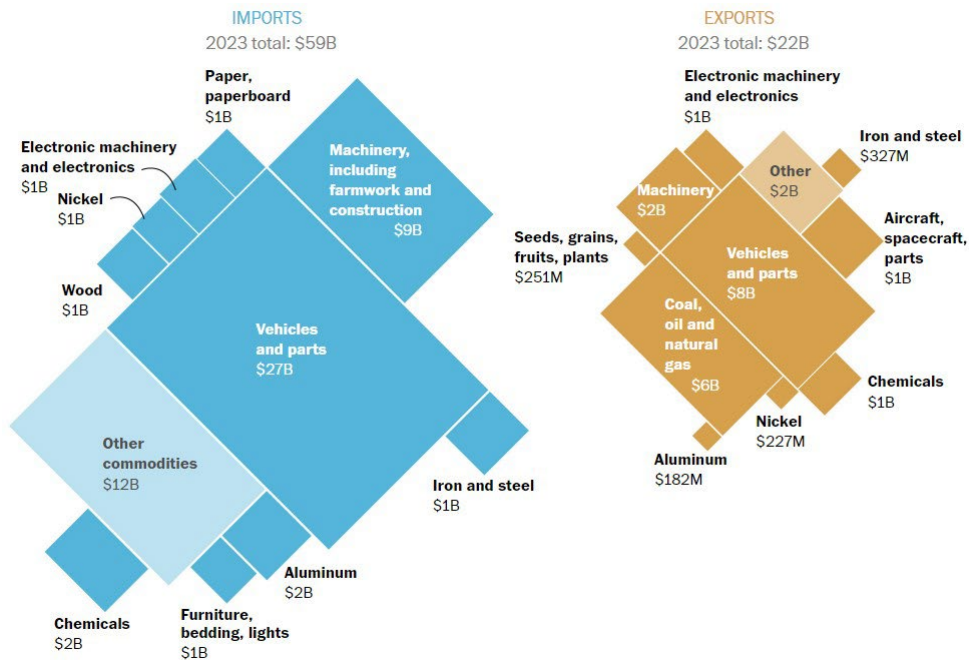 IMPORTS
2023 total: $59B
Paper,
paperboard
$1B
Electronic machinery
and electronics
$1B
Nickel
$1B
Wood
$1B
Machinery,
including
farmwork and
construction
$9B
Vehicles
and parts
$27B
Other
commodities
$12B
Iron and steel
$1B
Aluminum
$2B
Furniture,
bedding, lights
$1B
Chemicals
$2B
EXPORTS
2023 total: $22B
Electronic machinery
and electronics
$1B
Iron and steel
$327M
Other
$2B
Machinery
$2B
Aircraft,
spacecraft,
parts
$1B
Seeds, grains,
fruits, plants
$251M
Vehicles
and parts
$8B
Coal,
oil and
natural
gas
$6B
Chemicals
$1B
Nickel
$227M
Aluminum
$182M